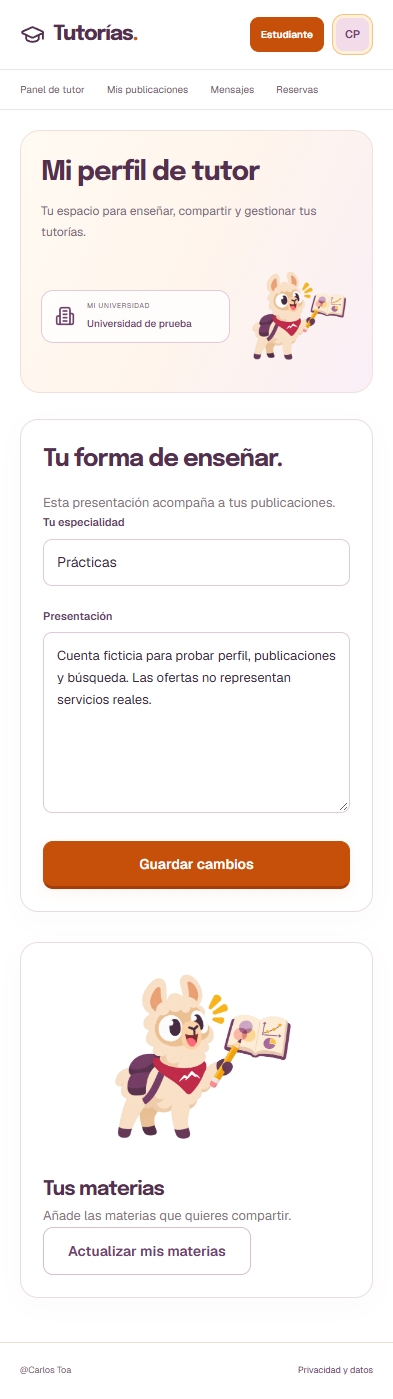 Tutorías.
Estudiante
CP
Panel de tutor
Mis publicaciones
Mensajes
Reservas
Mi perfil de tutor
Tu espacio para enseñar, compartir y gestionar tus
tutorías.
MI UNIVERSIDAD
Universidad de prueba
Tu forma de enseñar.
Esta presentación acompaña a tus publicaciones.
Tu especialidad
Prácticas
Presentación
Cuenta ficticia para probar perfil, publicaciones
y búsqueda. Las ofertas no representan
servicios reales.
Guardar cambios
Tus materias
Añade las materias que quieres compartir.
Actualizar mis materias
@Carlos Toa
Privacidad y datos